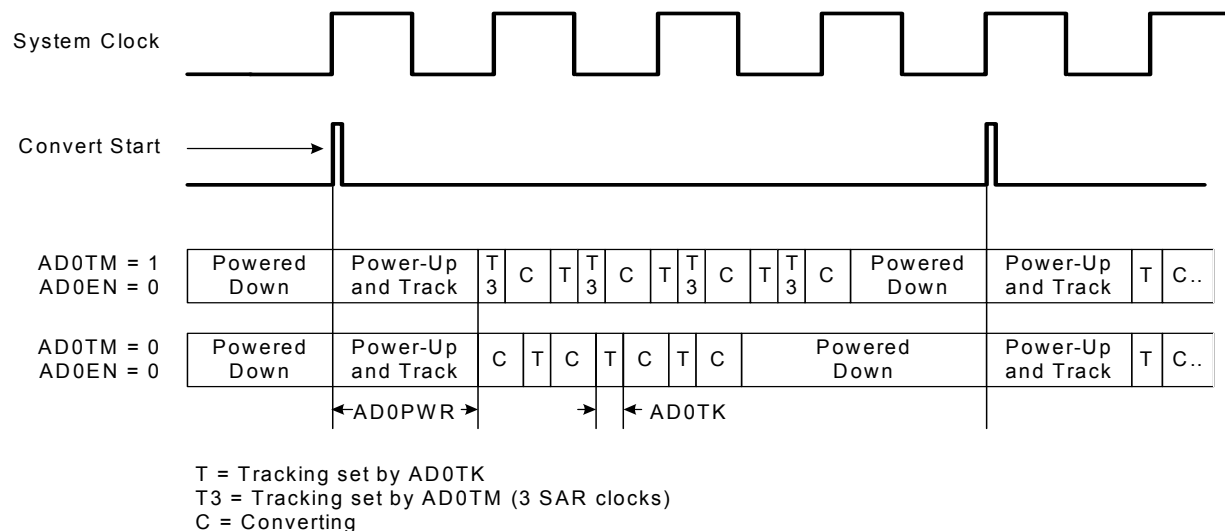 System Clock
Convert Start
AD0TM = 1
AD0EN = 0
Powered
Down
Power-Up
and Track
T
3
C
T
T
3
C
T
T
3
C
T
T
3
C
Powered
Down
Power-Up
and Track
T
C..
AD0TM = 0
AD0EN = 0
Powered
Down
Power-Up
and Track
C
T
C
T
C
T
C
Powered
Down
Power-Up
and Track
T
C..
AD0PWR
AD0TK
T = Tracking set by AD0TK
T3 = Tracking set by AD0TM (3 SAR clocks)
C = Converting